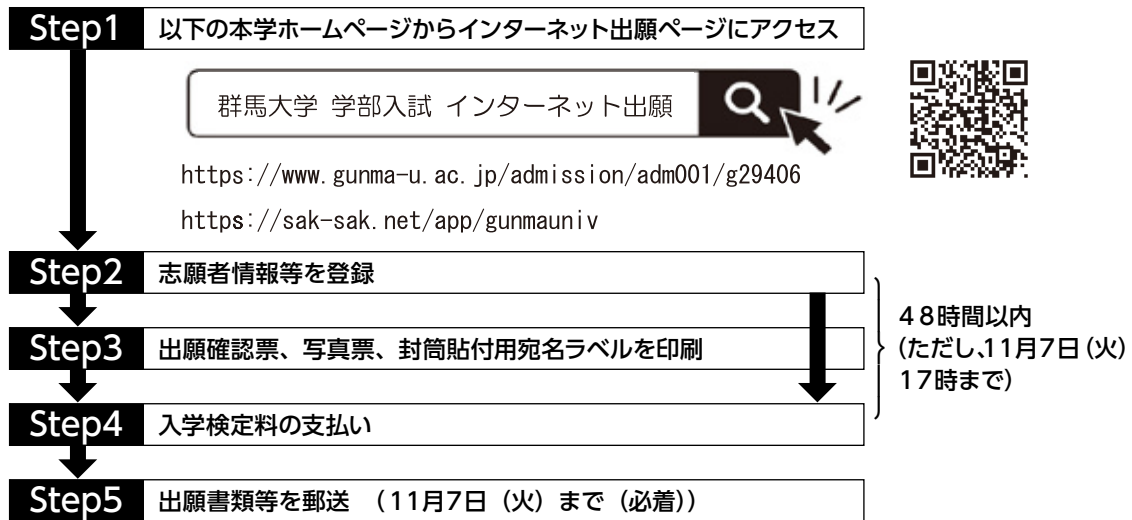 Step1 以下の本学ホームページからインターネット出願ページにアクセス
群馬大学 学部入試 インターネット出願
https://www.gunma-u.ac.jp/admission/adm001/g29406
https://sak-sak.net/app/gunmauniv
Step2 志願者情報等を登録
Step3 出願確認票、写真票、封筒貼付用宛名ラベルを印刷
48時間以内
(ただし、11月7日(火)
17時まで)
Step4 入学検定料の支払い
Step5 出願書類等を郵送 (11月7日(火)まで(必着))